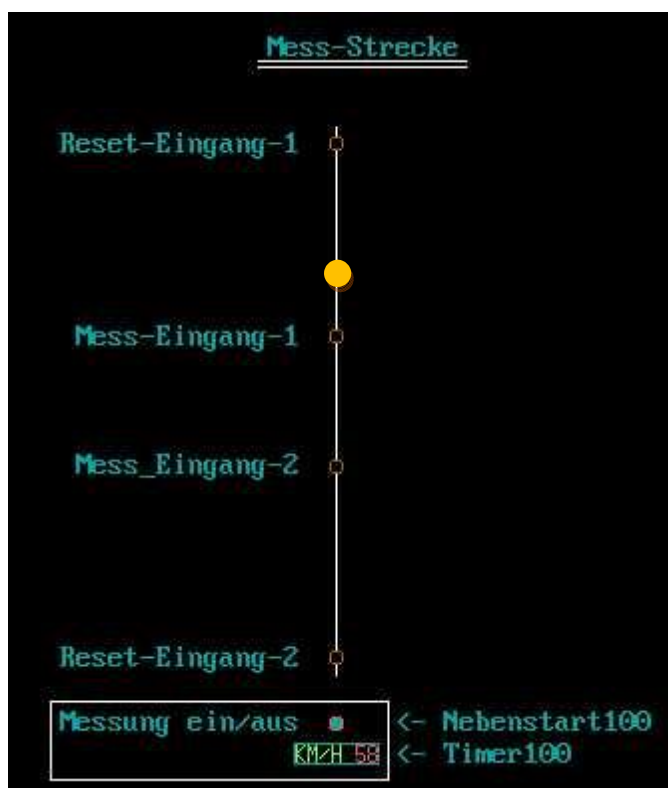 Mess-Strecke
Reset-Eingang-1
Mess-Eingang-1
Mess_Eingang-2
Reset-Eingang-2
Messung ein/aus <- Nebenstart100
KM/H 58 <- Timer100